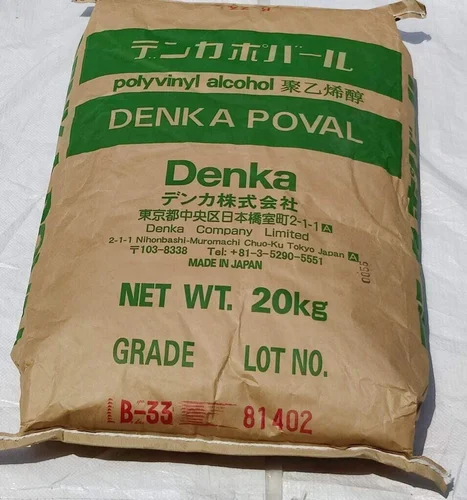 デンカポバール
polyvinyl alcohol 聚乙烯醇
DENKA POVAL
Denka
デンカ株式会社
東京都中央区日本橋室町2-1-1 A
Denka Company Limited
2-1-1 Nihonbashi-Muromachi Chuo-Ku Tokyo Japan A
〒103-8338 Tel: +81-3-5290-5551
MADE IN JAPAN
0055
NET WT. 20kg
GRADE LOT NO.
B-33 81402